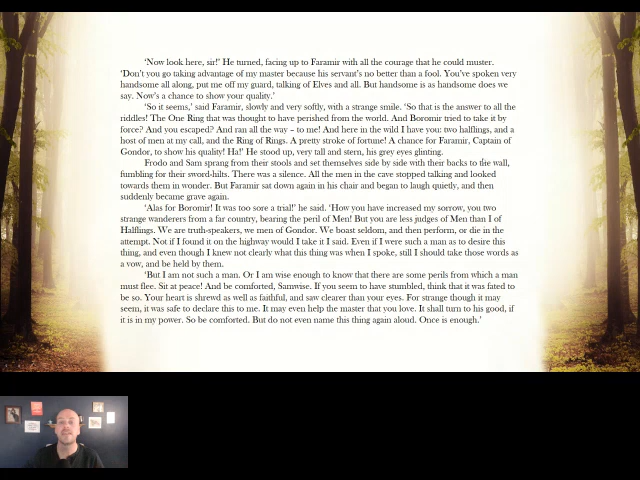 ‘Now look here, sir!’ He turned, facing up to Faramir with all the courage that he could muster.
‘Don’t you go taking advantage of my master because his servant’s no better than a fool. You’ve spoken very
handsome all along, put me off my guard, talking of Elves and all. But handsome is as handsome does we
say. Now’s a chance to show your quality.’
‘So it seems,’ said Faramir, slowly and very softly, with a strange smile. ‘So that is the answer to all the
riddles! The One Ring that was thought to have perished from the world. And Boromir tried to take it by
force? And you escaped? And ran all the way – to me! And here in the wild I have you: two halflings, and a
host of men at my call, and the Ring of Rings. A pretty stroke of fortune! A chance for Faramir, Captain of
Gondor, to show his quality! Ha!’ He stood up, very tall and stern, his grey eyes glinting.
Frodo and Sam sprang from their stools and set themselves side by side with their backs to the wall,
fumbling for their sword-hilts. There was a silence. All the men in the cave stopped talking and looked
towards them in wonder. But Faramir sat down again in his chair and began to laugh quietly, and then
suddenly became grave again.
‘Alas for Boromir! It was too sore a trial!’ he said. ‘How you have increased my sorrow, you two
strange wanderers from a far country, bearing the peril of Men! But you are less judges of Men than I of
Halflings. We are truth-speakers, we men of Gondor. We boast seldom, and then perform, or die in the
attempt. Not if I found it on the highway would I take it I said. Even if I were such a man as to desire this
thing, and even though I knew not clearly what this thing was when I spoke, still I should take those words as
a vow, and be held by them.
‘But I am not such a man. Or I am wise enough to know that there are some perils from which a man
must flee. Sit at peace! And be comforted, Samwise. If you seem to have stumbled, think that it was fated to
be so. Your heart is shrewd as well as faithful, and saw clearer than your eyes. For strange though it may
seem, it was safe to declare this to me. It may even help the master that you love. It shall turn to his good, if
it is in my power. So be comforted. But do not even name this thing again aloud. Once is enough.’